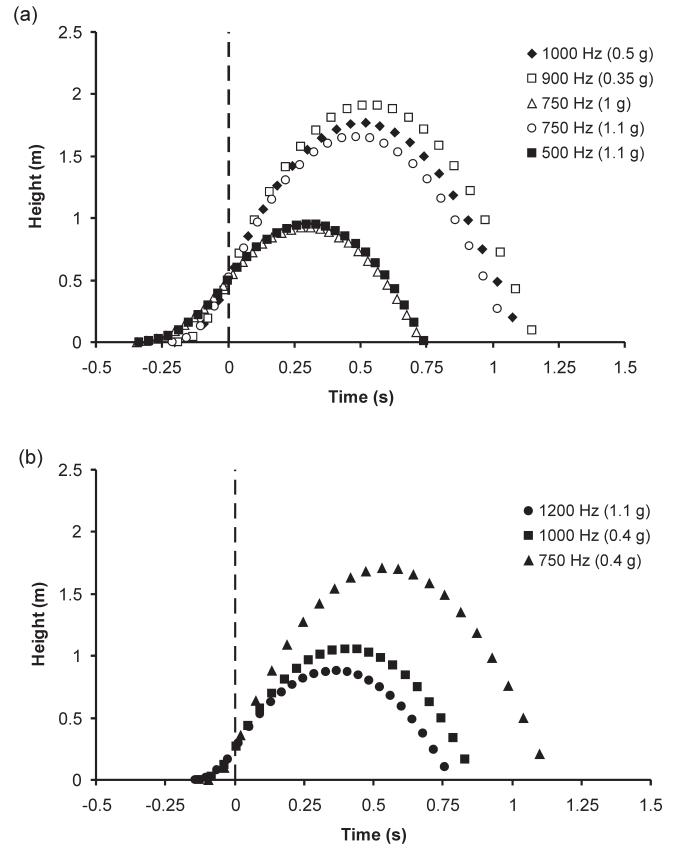 (a)
2.5
2
1.5
1
0.5
0
Height (m)
1000 Hz (0.5 g)
900 Hz (0.35 g)
750 Hz (1 g)
750 Hz (1.1 g)
500 Hz (1.1 g)
-0.5 -0.25 0 0.25 0.5 0.75 1 1.25 1.5
Time (s)
(b)
2.5
2
1.5
1
0.5
0
Height (m)
1200 Hz (1.1 g)
1000 Hz (0.4 g)
750 Hz (0.4 g)
-0.5 -0.25 0 0.25 0.5 0.75 1 1.25 1.5
Time (s)